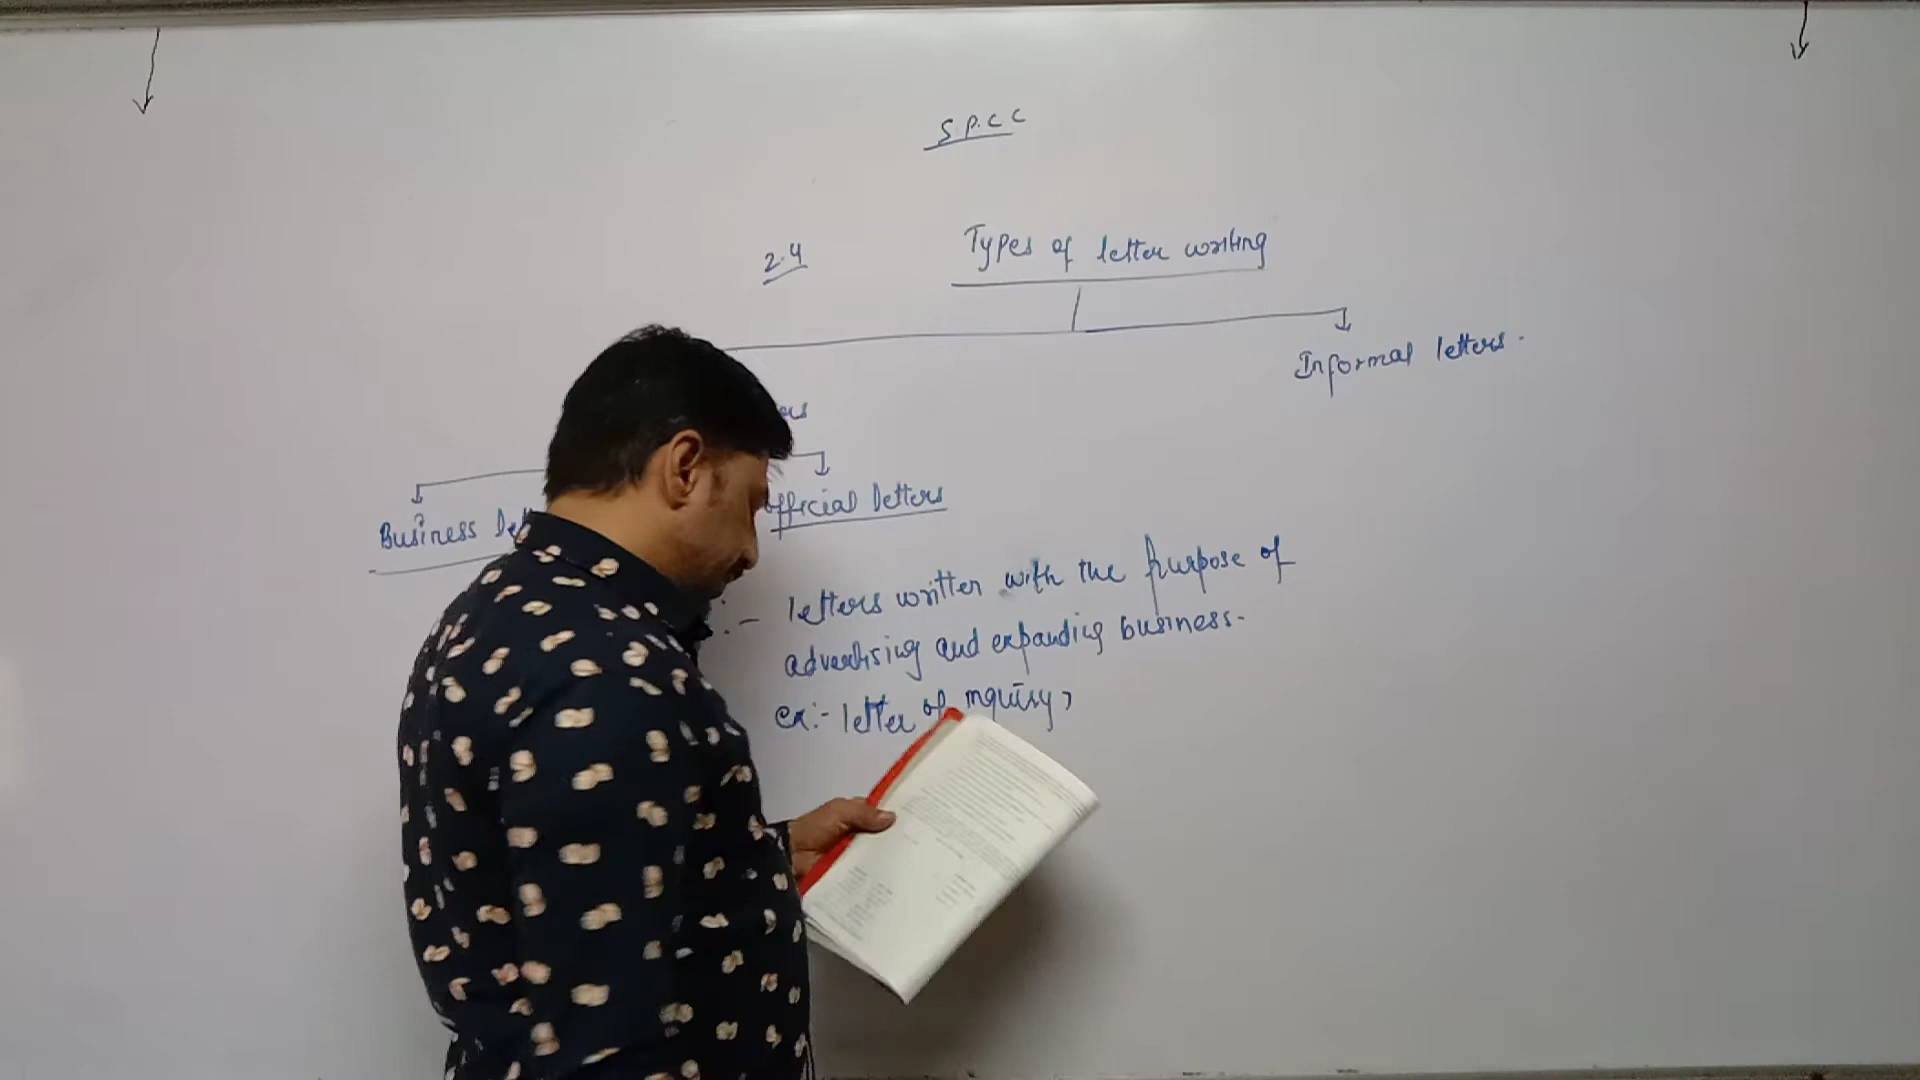 S.P.C.C
2.4 Types of letter writing
Informal letters.
Business official letters
:- letters written with the purpose of
advertising and expanding business.
ex:- letter of inquiry,